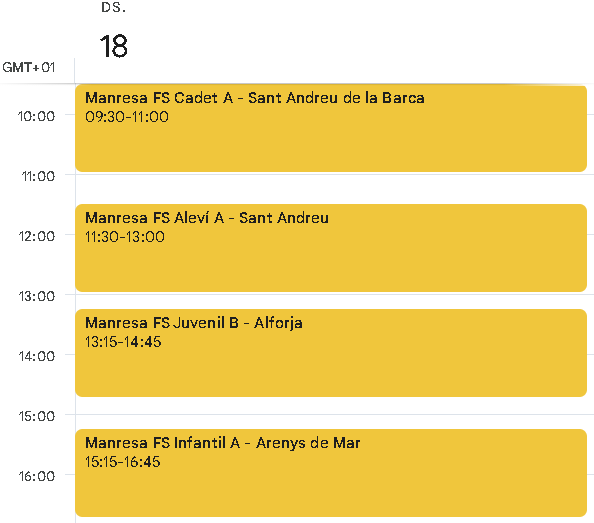 DS.
18
GMT+01
Manresa FS Cadet A - Sant Andreu de la Barca
09:30-11:00
10:00
11:00
Manresa FS Aleví A - Sant Andreu
11:30-13:00
12:00
13:00
Manresa FS Juvenil B - Alforja
13:15-14:45
14:00
15:00
Manresa FS Infantil A - Arenys de Mar
15:15-16:45
16:00